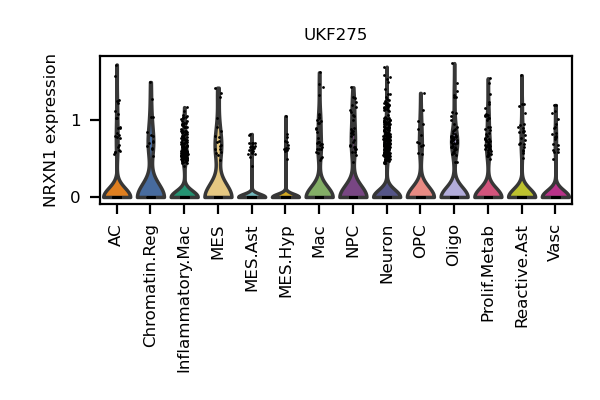 UKF275
NRXN1 expression
1
0
AC
Chromatin.Reg
Inflammatory.Mac
MES
MES.Ast
MES.Hyp
Mac
NPC
Neuron
OPC
Oligo
Prolif.Metab
Reactive.Ast
Vasc